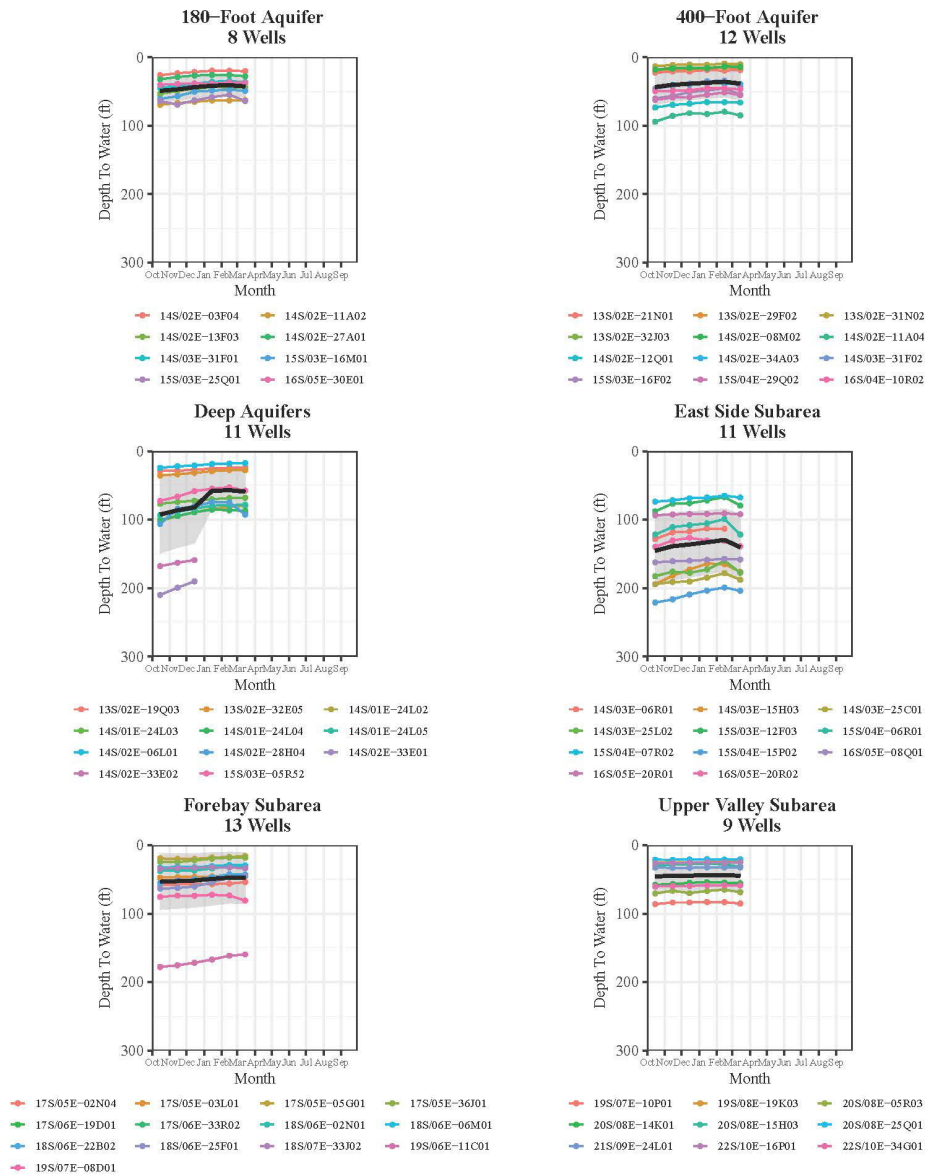 180−Foot Aquifer
8 Wells
400−Foot Aquifer
12 Wells
0
100
200
300
Depth To Water (ft)
Oct Nov Dec Jan Feb Mar Apr May Jun Jul Aug Sep
Month
0
100
200
300
Depth To Water (ft)
Oct Nov Dec Jan Feb Mar Apr May Jun Jul Aug Sep
Month
14S/02E−03F04 14S/02E−11A02
14S/02E−13F03 14S/02E−27A01
14S/03E−31F01 15S/03E−16M01
15S/03E−25Q01 16S/05E−30E01
13S/02E−21N01 13S/02E−29F02 13S/02E−31N02
13S/02E−32J03 14S/02E−08M02 14S/02E−11A04
14S/02E−12Q01 14S/02E−34A03 14S/03E−31F02
15S/03E−16F02 15S/04E−29Q02 16S/04E−10R02
Deep Aquifers
11 Wells
East Side Subarea
11 Wells
0
100
200
300
Depth To Water (ft)
Oct Nov Dec Jan Feb Mar Apr May Jun Jul Aug Sep
Month
0
100
200
300
Depth To Water (ft)
Oct Nov Dec Jan Feb Mar Apr May Jun Jul Aug Sep
Month
13S/02E−19Q03 13S/02E−32E05 14S/01E−24L02
14S/01E−24L03 14S/01E−24L04 14S/01E−24L05
14S/02E−06L01 14S/02E−28H04 14S/02E−33E01
14S/02E−33E02 15S/03E−05R52
14S/03E−06R01 14S/03E−15H03 14S/03E−25C01
14S/03E−25L02 15S/03E−12F03 15S/04E−06R01
15S/04E−07R02 15S/04E−15P02 16S/05E−08Q01
16S/05E−20R01 16S/05E−20R02
Forebay Subarea
13 Wells
Upper Valley Subarea
9 Wells
0
100
200
300
Depth To Water (ft)
Oct Nov Dec Jan Feb Mar Apr May Jun Jul Aug Sep
Month
0
100
200
300
Depth To Water (ft)
Oct Nov Dec Jan Feb Mar Apr May Jun Jul Aug Sep
Month
17S/05E−02N04 17S/05E−03L01 17S/05E−05G01 17S/05E−36J01
17S/06E−19D01 17S/06E−33R02 18S/06E−02N01 18S/06E−06M01
18S/06E−22B02 18S/06E−25F01 18S/07E−33J02 19S/06E−11C01
19S/07E−08D01
19S/07E−10P01 19S/08E−19K03 20S/08E−05R03
20S/08E−14K01 20S/08E−15H03 20S/08E−25Q01
21S/09E−24L01 22S/10E−16P01 22S/10E−34G01